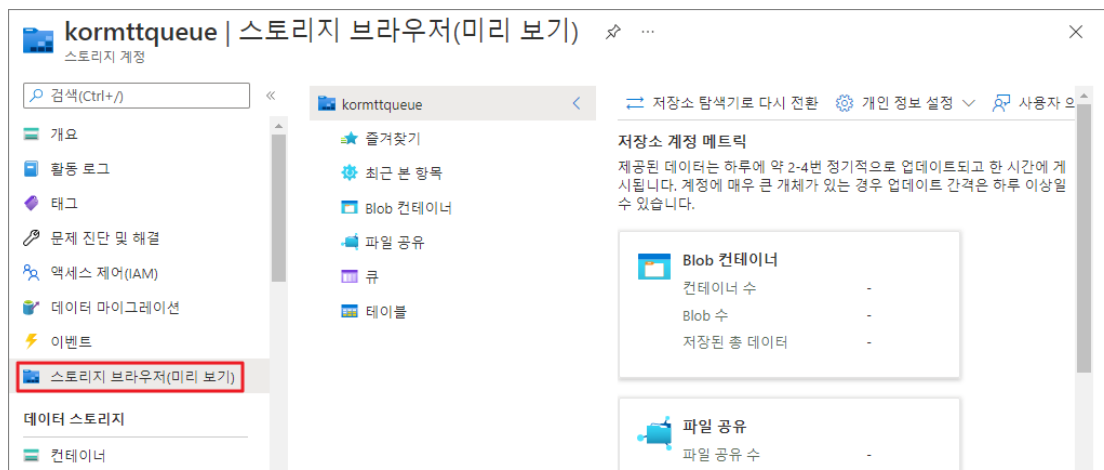 kormttqueue | 스토리지 브라우저(미리 보기)
스토리지 계정
검색(Ctrl+/)
개요
활동 로그
태그
문제 진단 및 해결
액세스 제어(IAM)
데이터 마이그레이션
이벤트
스토리지 브라우저(미리 보기)
데이터 스토리지
컨테이너
kormttqueue
즐겨찾기
최근 본 항목
Blob 컨테이너
파일 공유
큐
테이블
저장소 탐색기로 다시 전환 개인 정보 설정 사용자 의
저장소 계정 메트릭
제공된 데이터는 하루에 약 2-4번 정기적으로 업데이트되고 한 시간에 게
시됩니다. 계정에 매우 큰 개체가 있는 경우 업데이트 간격은 하루 이상일
수 있습니다.
Blob 컨테이너
컨테이너 수 -
Blob 수 -
저장된 총 데이터 -
파일 공유
파일 공유 수 -